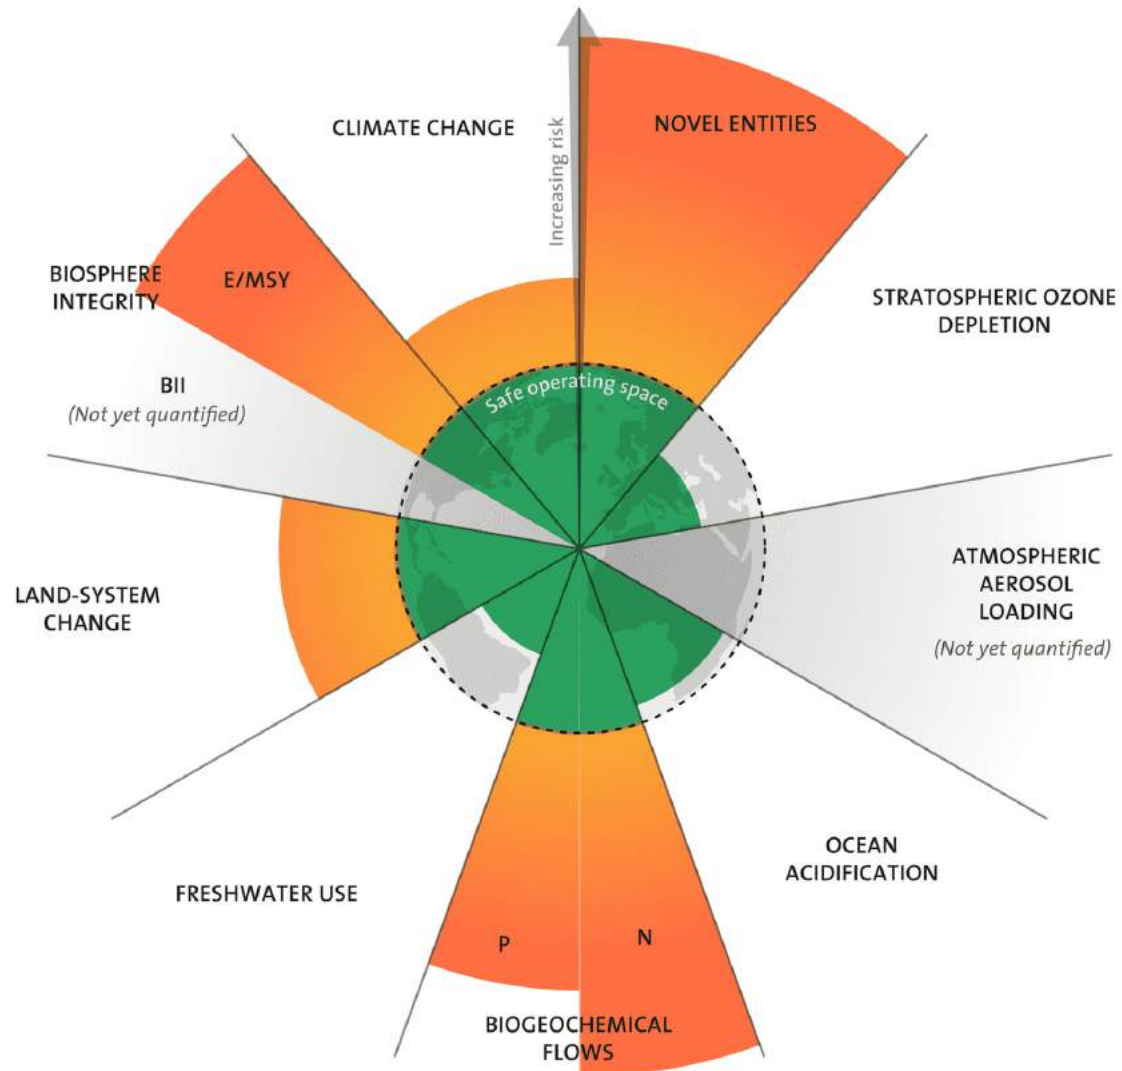 CLIMATE CHANGE
NOVEL ENTITIES
Increasing risk
BIOSPHERE
INTEGRITY
E/MSY
STRATOSPHERIC OZONE
DEPLETION
BII
(Not yet quantified)
Safe operating space
LAND-SYSTEM
CHANGE
ATMOSPHERIC
AEROSOL
LOADING
(Not yet quantified)
FRESHWATER USE
OCEAN
ACIDIFICATION
P
N
BIOGEOCHEMICAL
FLOWS